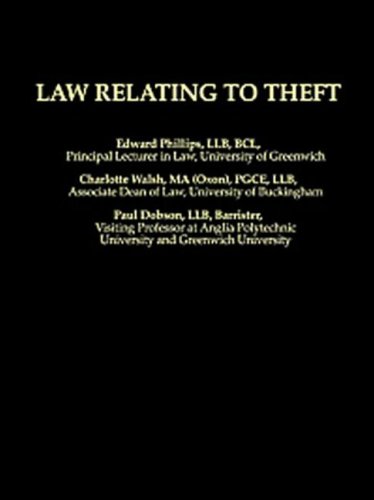 LAW RELATING TO THEFT
Edward Phillips, LLB, BCL,
Principal Lecturer in Law, University of Greenwich
Charlotte Walsh, MA (Oxon), PGCE, LLB,
Associate Dean of Law, University of Buckingham
Paul Dobson, LLB, Barrister,
Visiting Professor at Anglia Polytechnic
University and Greenwich University